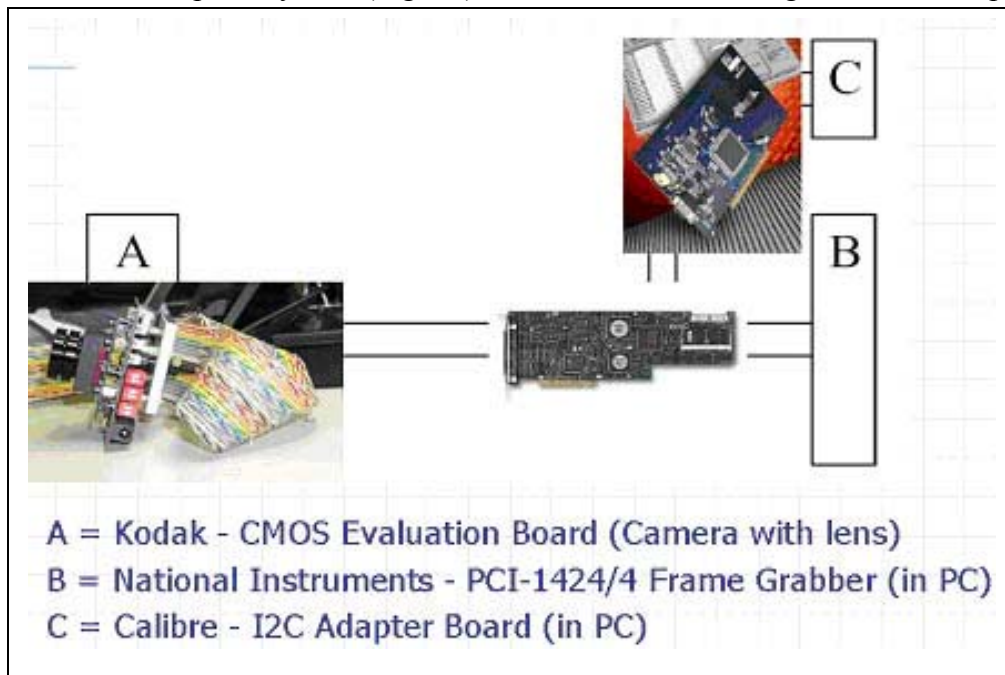 C
A
B
A = Kodak - CMOS Evaluation Board (Camera with lens)
B = National Instruments - PCI-1424/4 Frame Grabber (in PC)
C = Calibre - I2C Adapter Board (in PC)